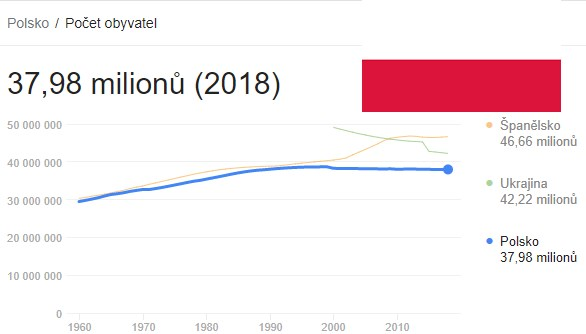 Polsko / Počet obyvatel
37,98 milionů (2018)
50 000 000
40 000 000
30 000 000
20 000 000
10 000 000
0
1960
1970
1980
1990
2000
2010
Španělsko
46,66 milionů
Ukrajina
42,22 milionů
Polsko
37,98 milionů